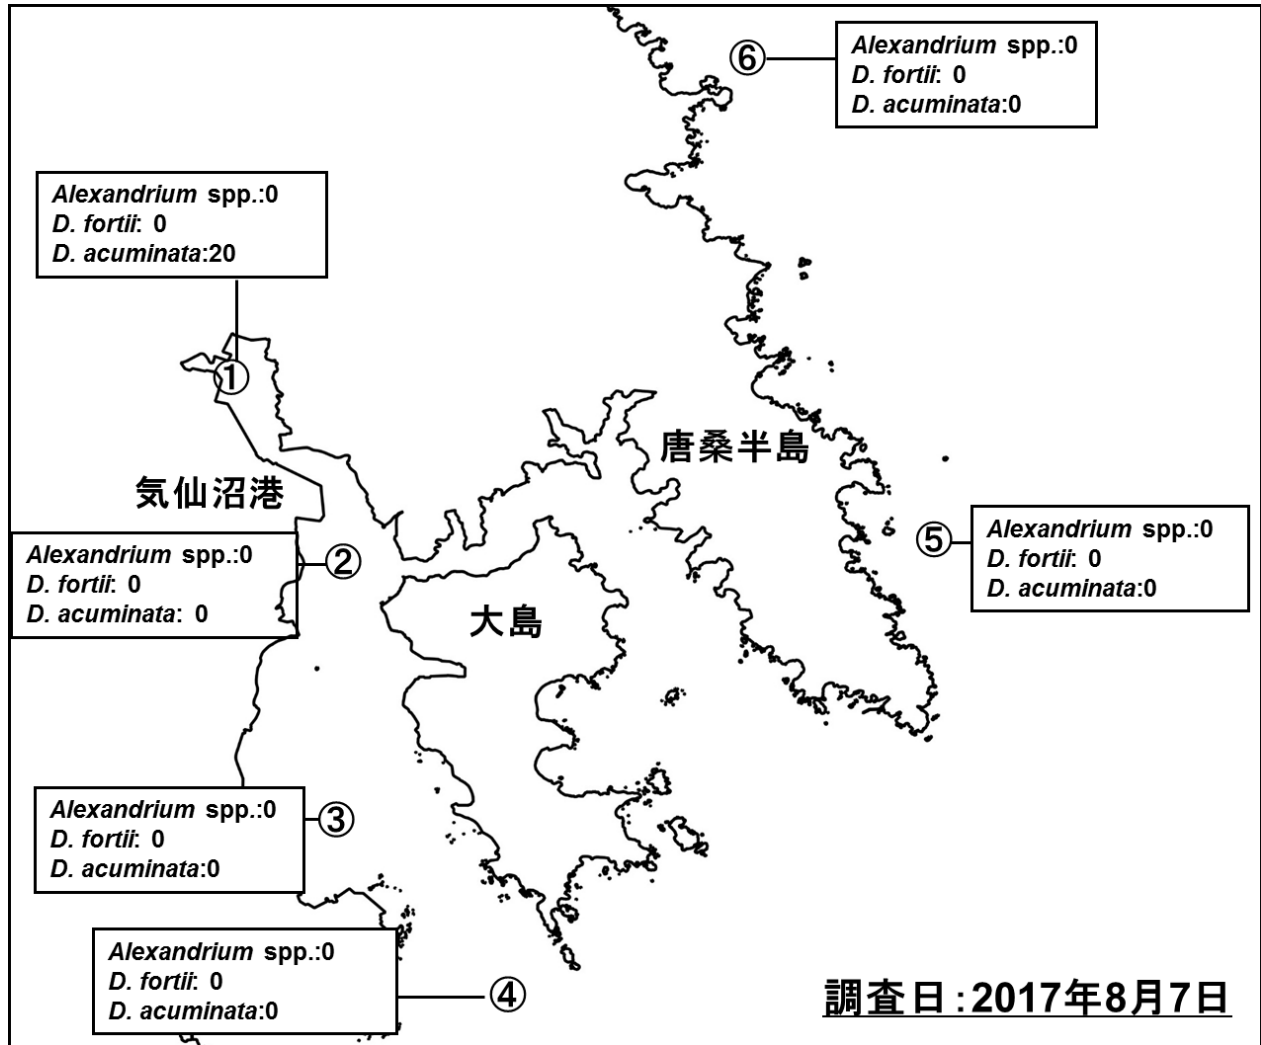 ⑥
Alexandrium spp.:0
D. fortii: 0
D. acuminata:0
Alexandrium spp.:0
D. fortii: 0
D. acuminata:20
①
唐桑半島
気仙沼港
⑤
Alexandrium spp.:0
D. fortii: 0
D. acuminata:0
Alexandrium spp.:0
D. fortii: 0
D. acuminata: 0
②
大島
Alexandrium spp.:0
D. fortii: 0
D. acuminata:0
③
Alexandrium spp.:0
D. fortii: 0
D. acuminata:0
④
調査日:2017年8月7日